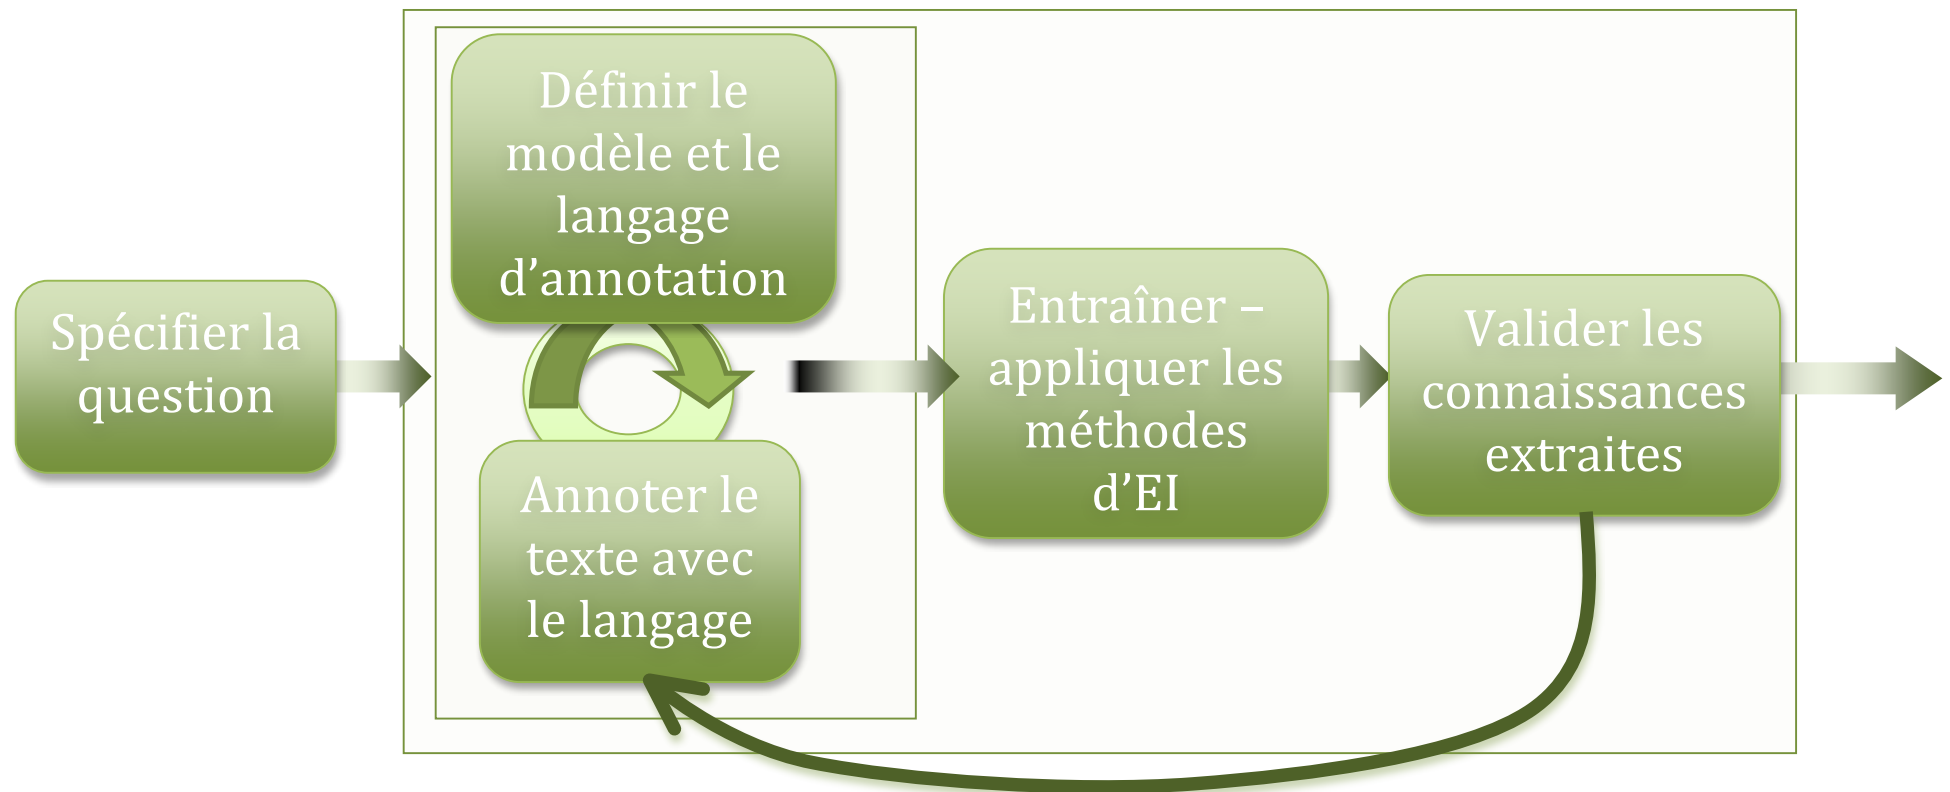 Spécifier la
question
Définir le
modèle et le
langage
d’annotation
Annoter le
texte avec
le langage
Entraîner –
appliquer les
méthodes
d’EI
Valider les
connaissances
extraites